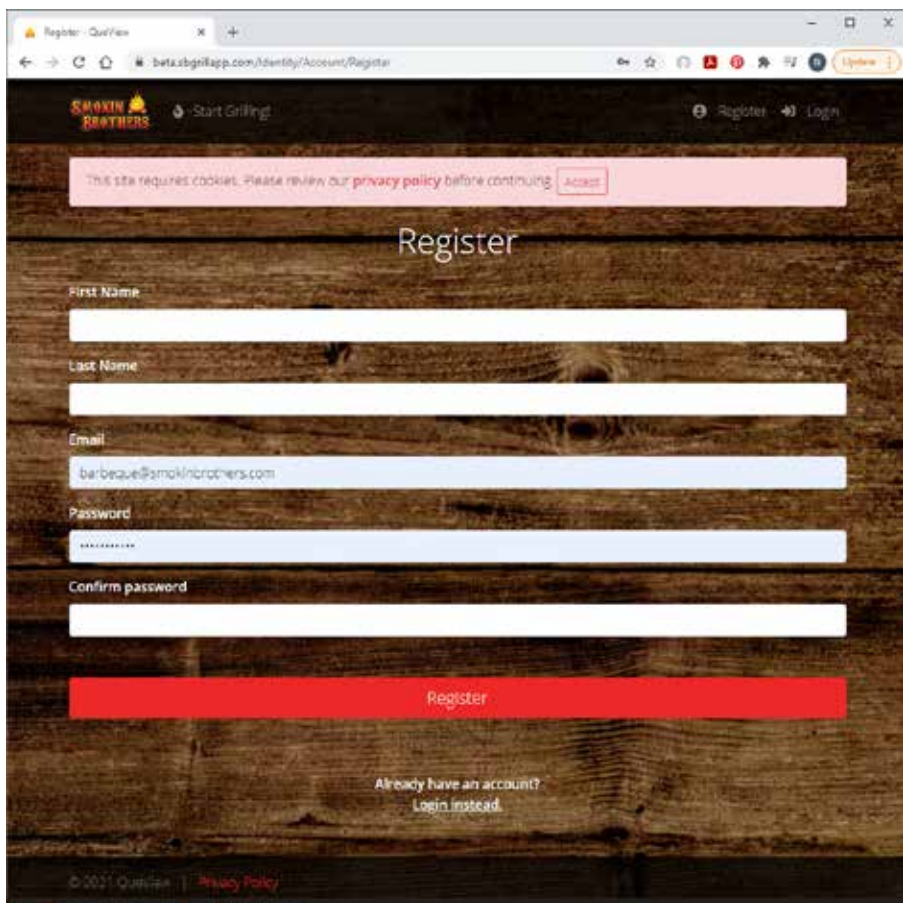 Register - QueView
beta.sbgrillapp.com/Identity/Account/Register
Update
SMOKIN
BROTHERS
Start Grilling!
Register
Login
This site requires cookies. Please review our privacy policy before continuing. Accept
Register
First Name
Last Name
Email
barbeque@smokinbrothers.com
Password
Confirm password
Register
Already have an account?
Login instead.
© 2021 QueView | Privacy Policy